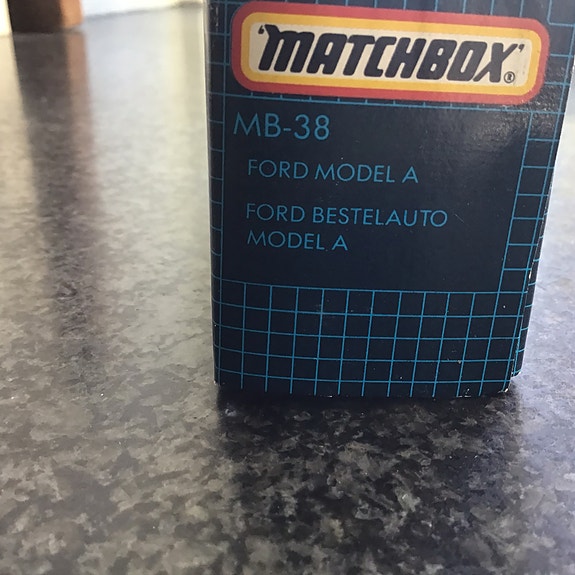 'MATCHBOX'®
MB-38
FORD MODEL A
FORD BESTELAUTO
MODEL A